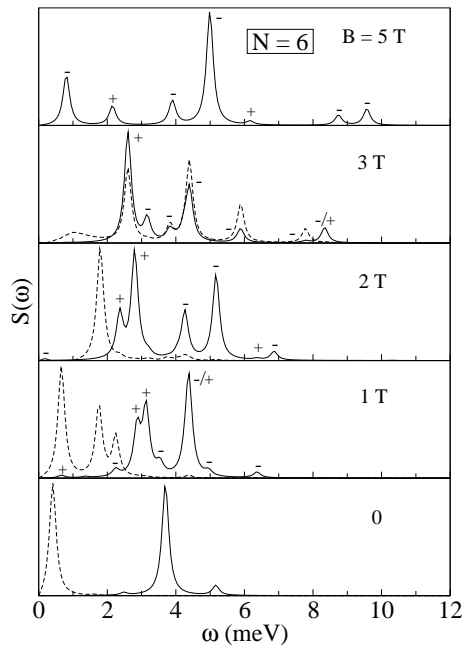 N = 6
B = 5 T
- + - - + - -
3 T
+ - - - - - -/+
2 T
- + + - - + -
1 T
+ - + + - -/+ - -
0
S(ω)
0 2 4 6 8 10 12
ω (meV)